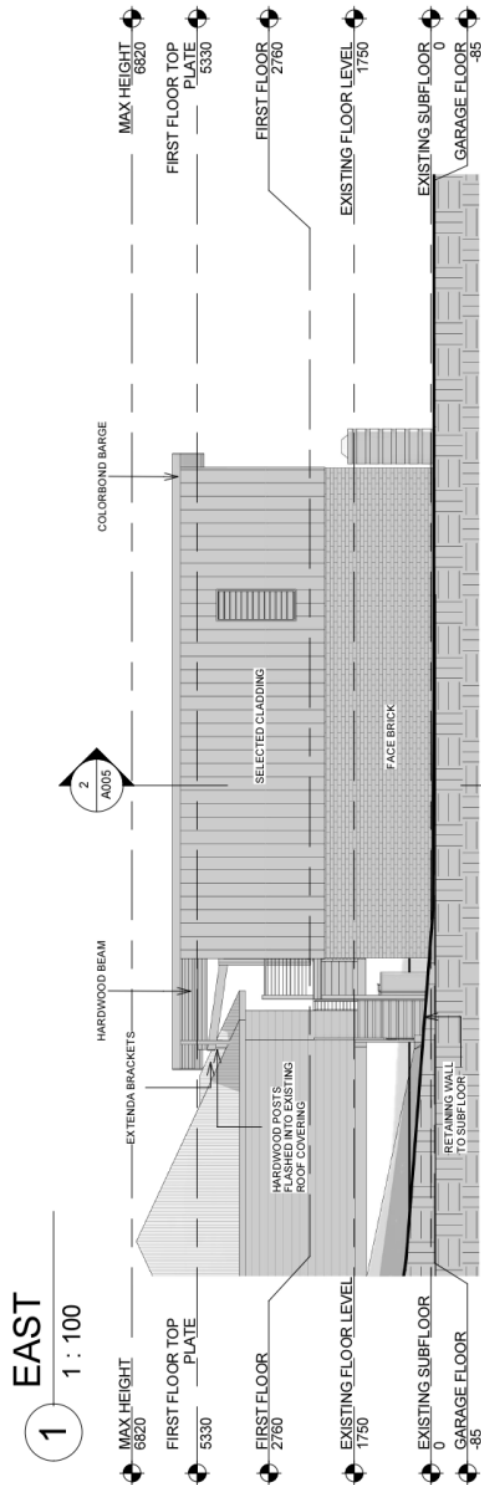 1
EAST
1 : 100
MAX HEIGHT
6820
FIRST FLOOR TOP
PLATE
5330
FIRST FLOOR
2760
EXISTING FLOOR LEVEL
1750
EXISTING SUBFLOOR
0
GARAGE FLOOR
-85
EXTENDA BRACKETS
HARDWOOD BEAM
2
A005
COLORBOND BARGE
HARDWOOD POSTS
FLASHED INTO EXISTING
ROOF COVERING
SELECTED CLADDING
FACE BRICK
RETAINING WALL
TO SUBFLOOR
MAX HEIGHT
6820
FIRST FLOOR TOP
PLATE
5330
FIRST FLOOR
2760
EXISTING FLOOR LEVEL
1750
EXISTING SUBFLOOR
0
GARAGE FLOOR
-85